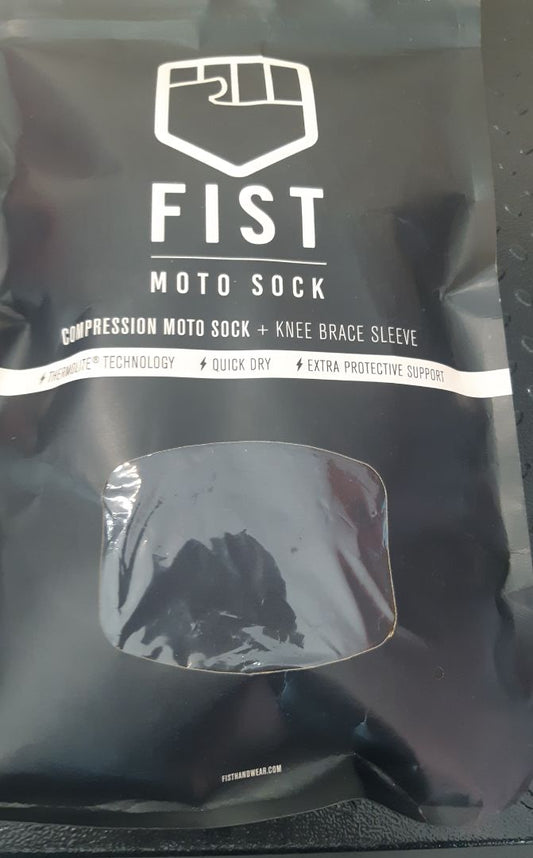 FIST
MOTO SOCK
COMPRESSION MOTO SOCK + KNEE BRACE SLEEVE
THERMOLITE® TECHNOLOGY QUICK DRY EXTRA PROTECTIVE SUPPORT
FISTHANDWEAR.COM